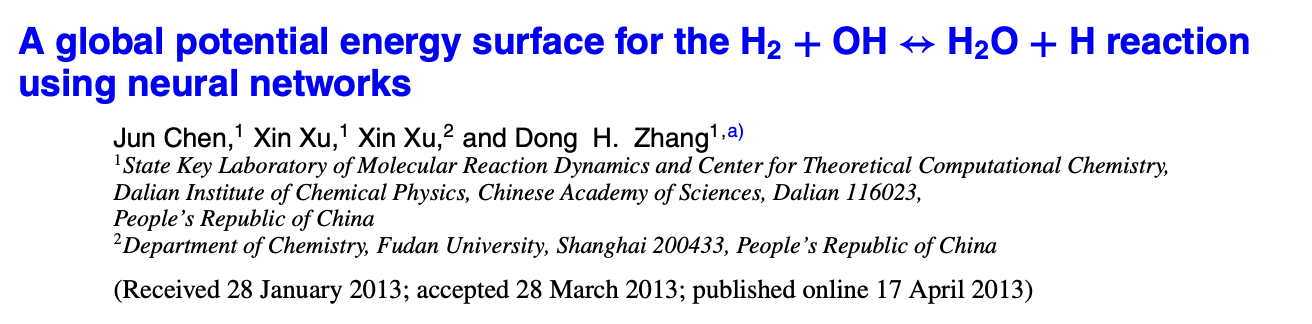 A global potential energy surface for the H₂ + OH ↔ H₂O + H reaction
using neural networks
Jun Chen,¹ Xin Xu,¹ Xin Xu,² and Dong H. Zhang¹,ᵃ⁾
¹State Key Laboratory of Molecular Reaction Dynamics and Center for Theoretical Computational Chemistry,
Dalian Institute of Chemical Physics, Chinese Academy of Sciences, Dalian 116023,
People’s Republic of China
²Department of Chemistry, Fudan University, Shanghai 200433, People’s Republic of China
(Received 28 January 2013; accepted 28 March 2013; published online 17 April 2013)